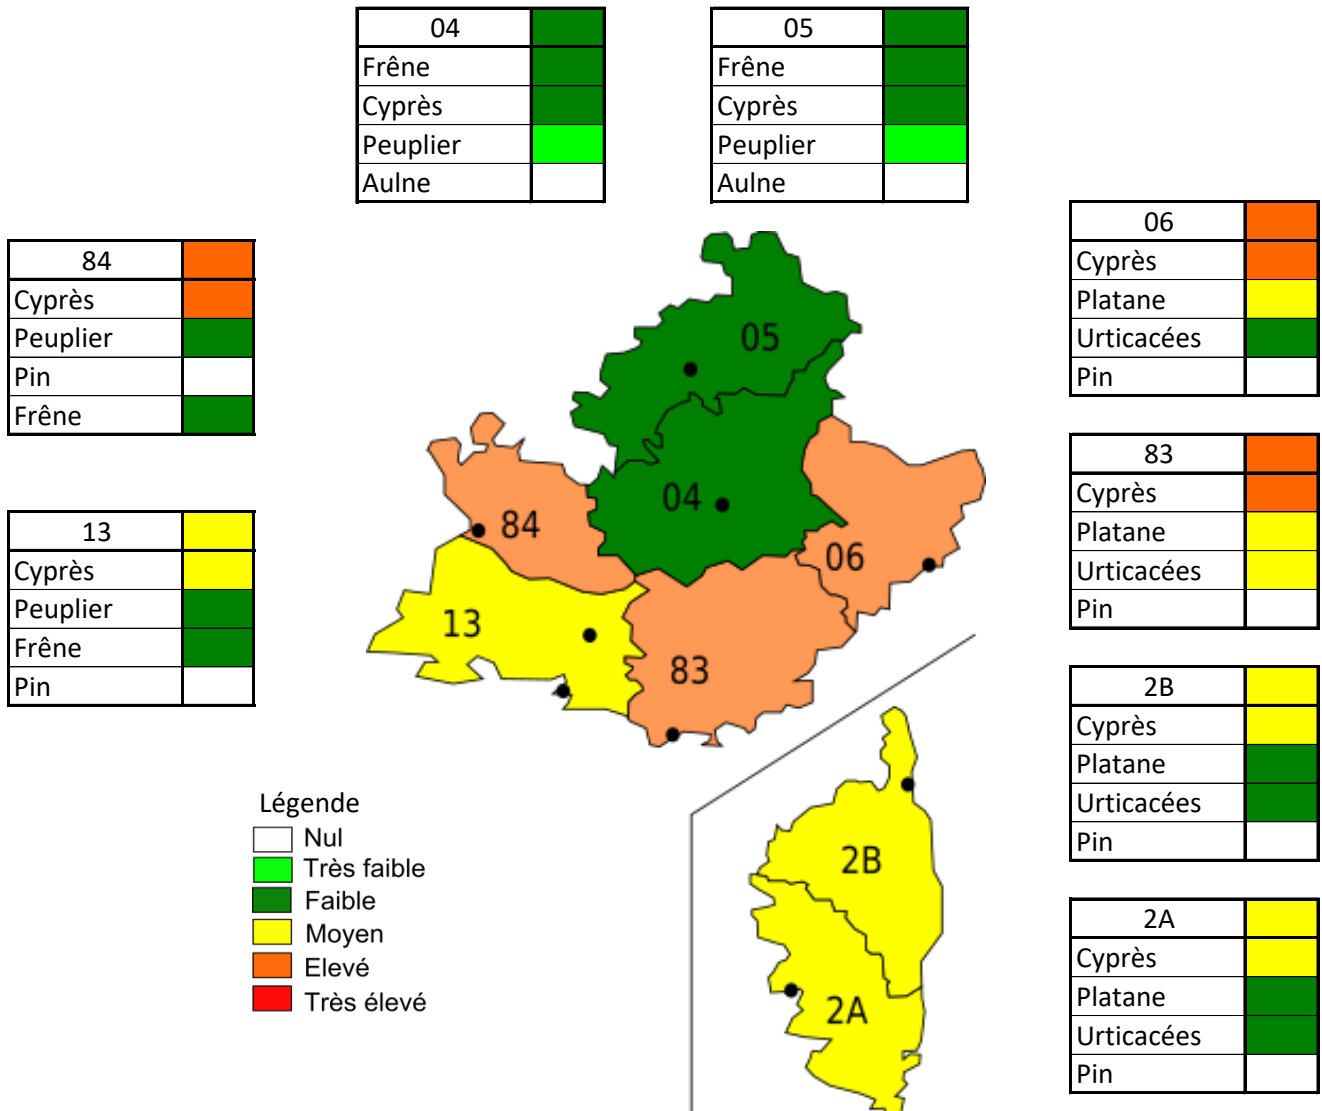 04
Frêne
Cyprès
Peuplier
Aulne
05
Frêne
Cyprès
Peuplier
Aulne
84
Cyprès
Peuplier
Pin
Frêne
13
Cyprès
Peuplier
Frêne
Pin
05
04
84
06
13
83
2B
2A
06
Cyprès
Platane
Urticacées
Pin
83
Cyprès
Platane
Urticacées
Pin
2B
Cyprès
Platane
Urticacées
Pin
2A
Cyprès
Platane
Urticacées
Pin
Légende
Nul
Très faible
Faible
Moyen
Elevé
Très élevé